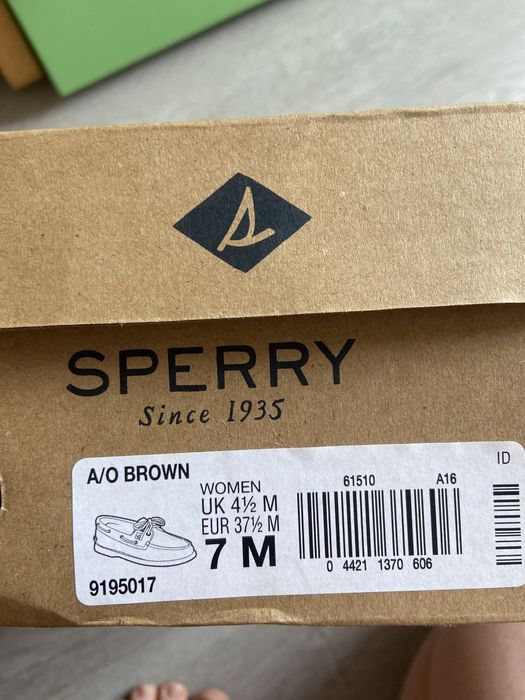 SPERRY
Since 1935
ID
A/O BROWN
WOMEN
UK 4½ M
EUR 37½ M
7 M
9195017
61510 A16
0 4421 1370 606